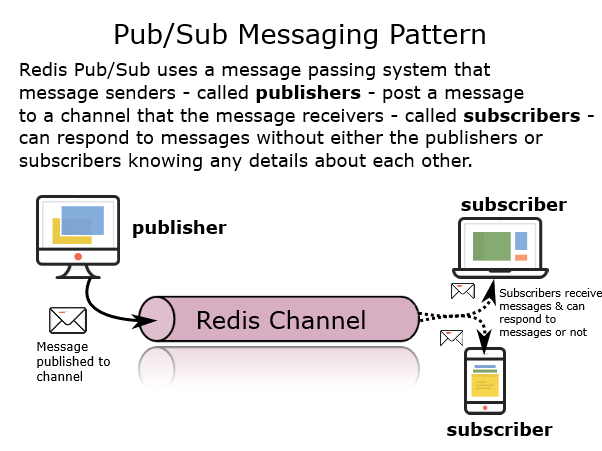 Pub/Sub Messaging Pattern
Redis Pub/Sub uses a message passing system that
message senders - called publishers - post a message
to a channel that the message receivers - called subscribers -
can respond to messages without either the publishers or
subscribers knowing any details about each other.
publisher
subscriber
Redis Channel
Subscribers receive
messages & can
respond to
messages or not
Message
published to
channel
subscriber